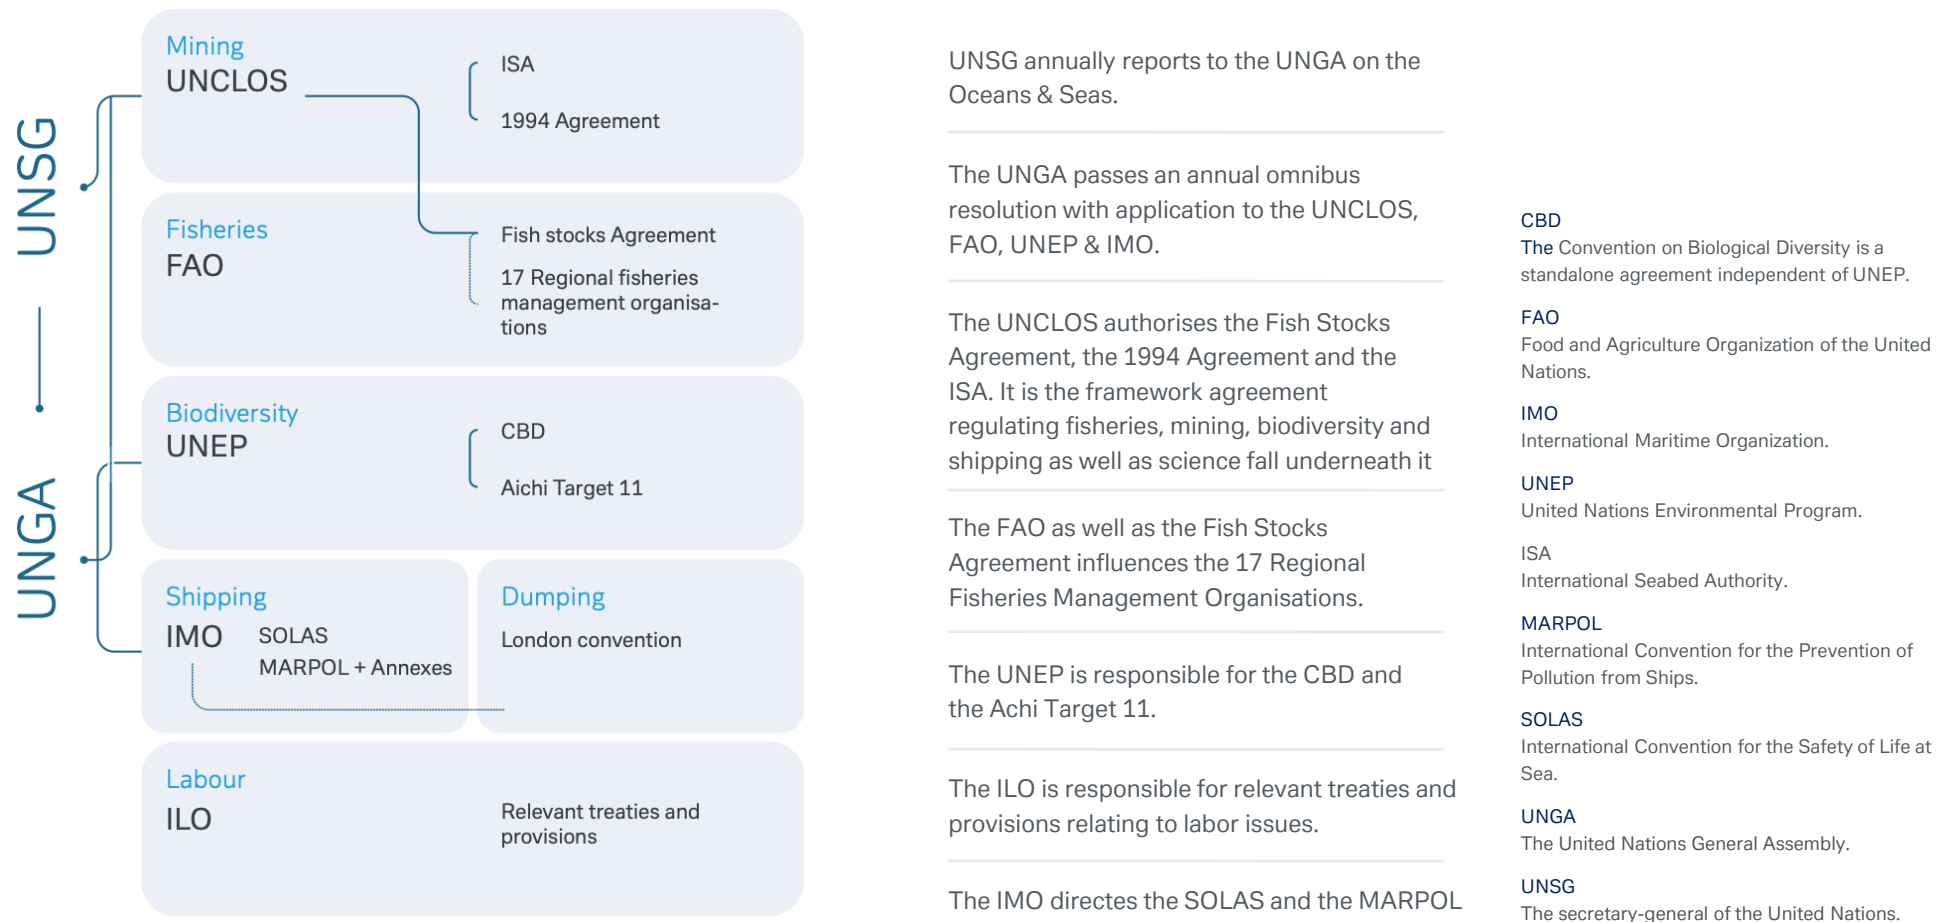 UNSG
UNGA
Mining
UNCLOS
ISA
1994 Agreement
Fisheries
FAO
Fish stocks Agreement
17 Regional fisheries
management organisa-
tions
Biodiversity
UNEP
CBD
Aichi Target 11
Shipping
IMO
SOLAS
MARPOL + Annexes
Dumping
London convention
Labour
ILO
Relevant treaties and
provisions
UNSG annually reports to the UNGA on the
Oceans & Seas.
The UNGA passes an annual omnibus
resolution with application to the UNCLOS,
FAO, UNEP & IMO.
The UNCLOS authorises the Fish Stocks
Agreement, the 1994 Agreement and the
ISA. It is the framework agreement
regulating fisheries, mining, biodiversity and
shipping as well as science fall underneath it
The FAO as well as the Fish Stocks
Agreement influences the 17 Regional
Fisheries Management Organisations.
The UNEP is responsible for the CBD and
the Achi Target 11.
The ILO is responsible for relevant treaties and
provisions relating to labor issues.
The IMO directes the SOLAS and the MARPOL
CBD
The Convention on Biological Diversity is a
standalone agreement independent of UNEP.
FAO
Food and Agriculture Organization of the United
Nations.
IMO
International Maritime Organization.
UNEP
United Nations Environmental Program.
ISA
International Seabed Authority.
MARPOL
International Convention for the Prevention of
Pollution from Ships.
SOLAS
International Convention for the Safety of Life at
Sea.
UNGA
The United Nations General Assembly.
UNSG
The secretary-general of the United Nations.